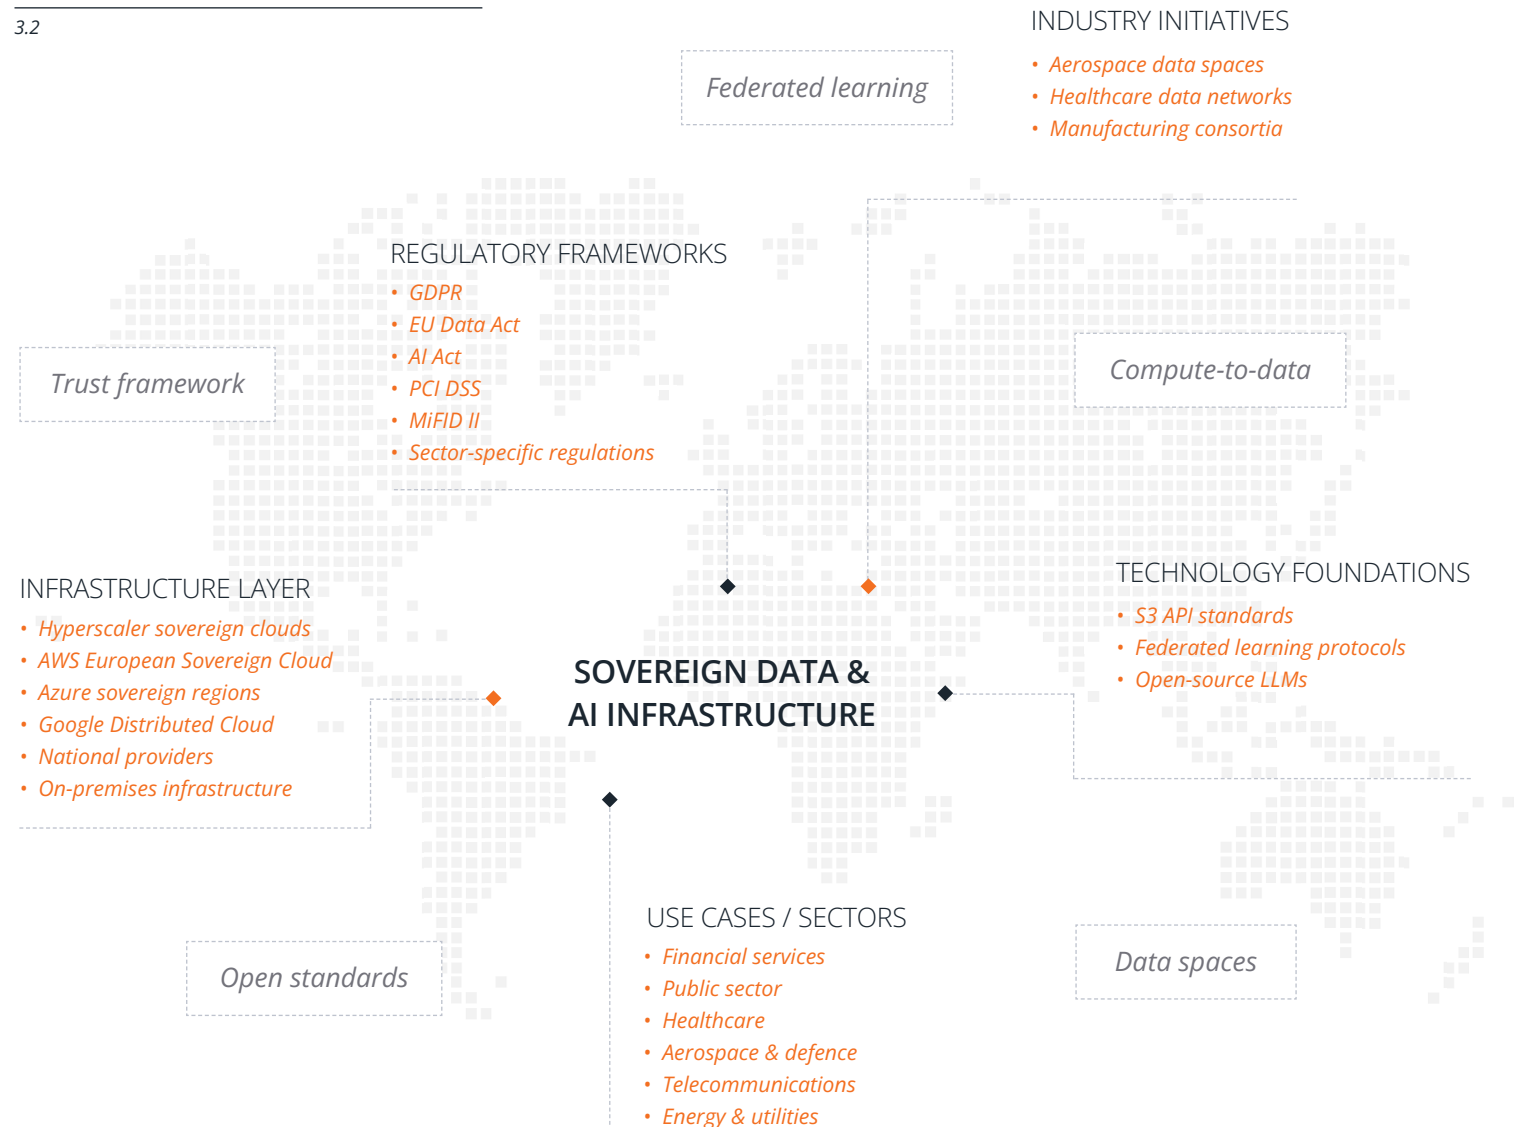 3.2
INDUSTRY INITIATIVES
• Aerospace data spaces
• Healthcare data networks
• Manufacturing consortia
Federated learning
REGULATORY FRAMEWORKS
• GDPR
• EU Data Act
• AI Act
• PCI DSS
• MiFID II
• Sector-specific regulations
Trust framework
Compute-to-data
INFRASTRUCTURE LAYER
• Hyperscaler sovereign clouds
• AWS European Sovereign Cloud
• Azure sovereign regions
• Google Distributed Cloud
• National providers
• On-premises infrastructure
TECHNOLOGY FOUNDATIONS
• S3 API standards
• Federated learning protocols
• Open-source LLMs
SOVEREIGN DATA &
AI INFRASTRUCTURE
USE CASES / SECTORS
• Financial services
• Public sector
• Healthcare
• Aerospace & defence
• Telecommunications
• Energy & utilities
Open standards
Data spaces